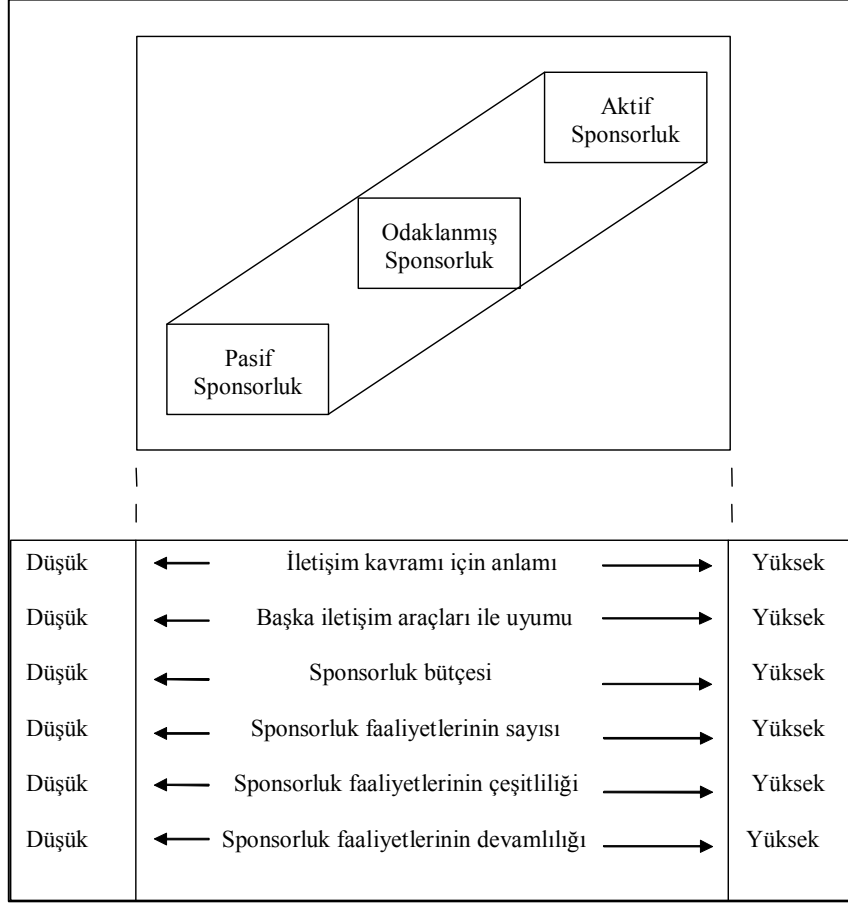 Aktif
Sponsorluk
Odaklanmış
Sponsorluk
Pasif
Sponsorluk
Düşük İletişim kavramı için anlamı Yüksek
Düşük Başka iletişim araçları ile uyumu Yüksek
Düşük Sponsorluk bütçesi Yüksek
Düşük Sponsorluk faaliyetlerinin sayısı Yüksek
Düşük Sponsorluk faaliyetlerinin çeşitliliği Yüksek
Düşük Sponsorluk faaliyetlerinin devamlılığı Yüksek